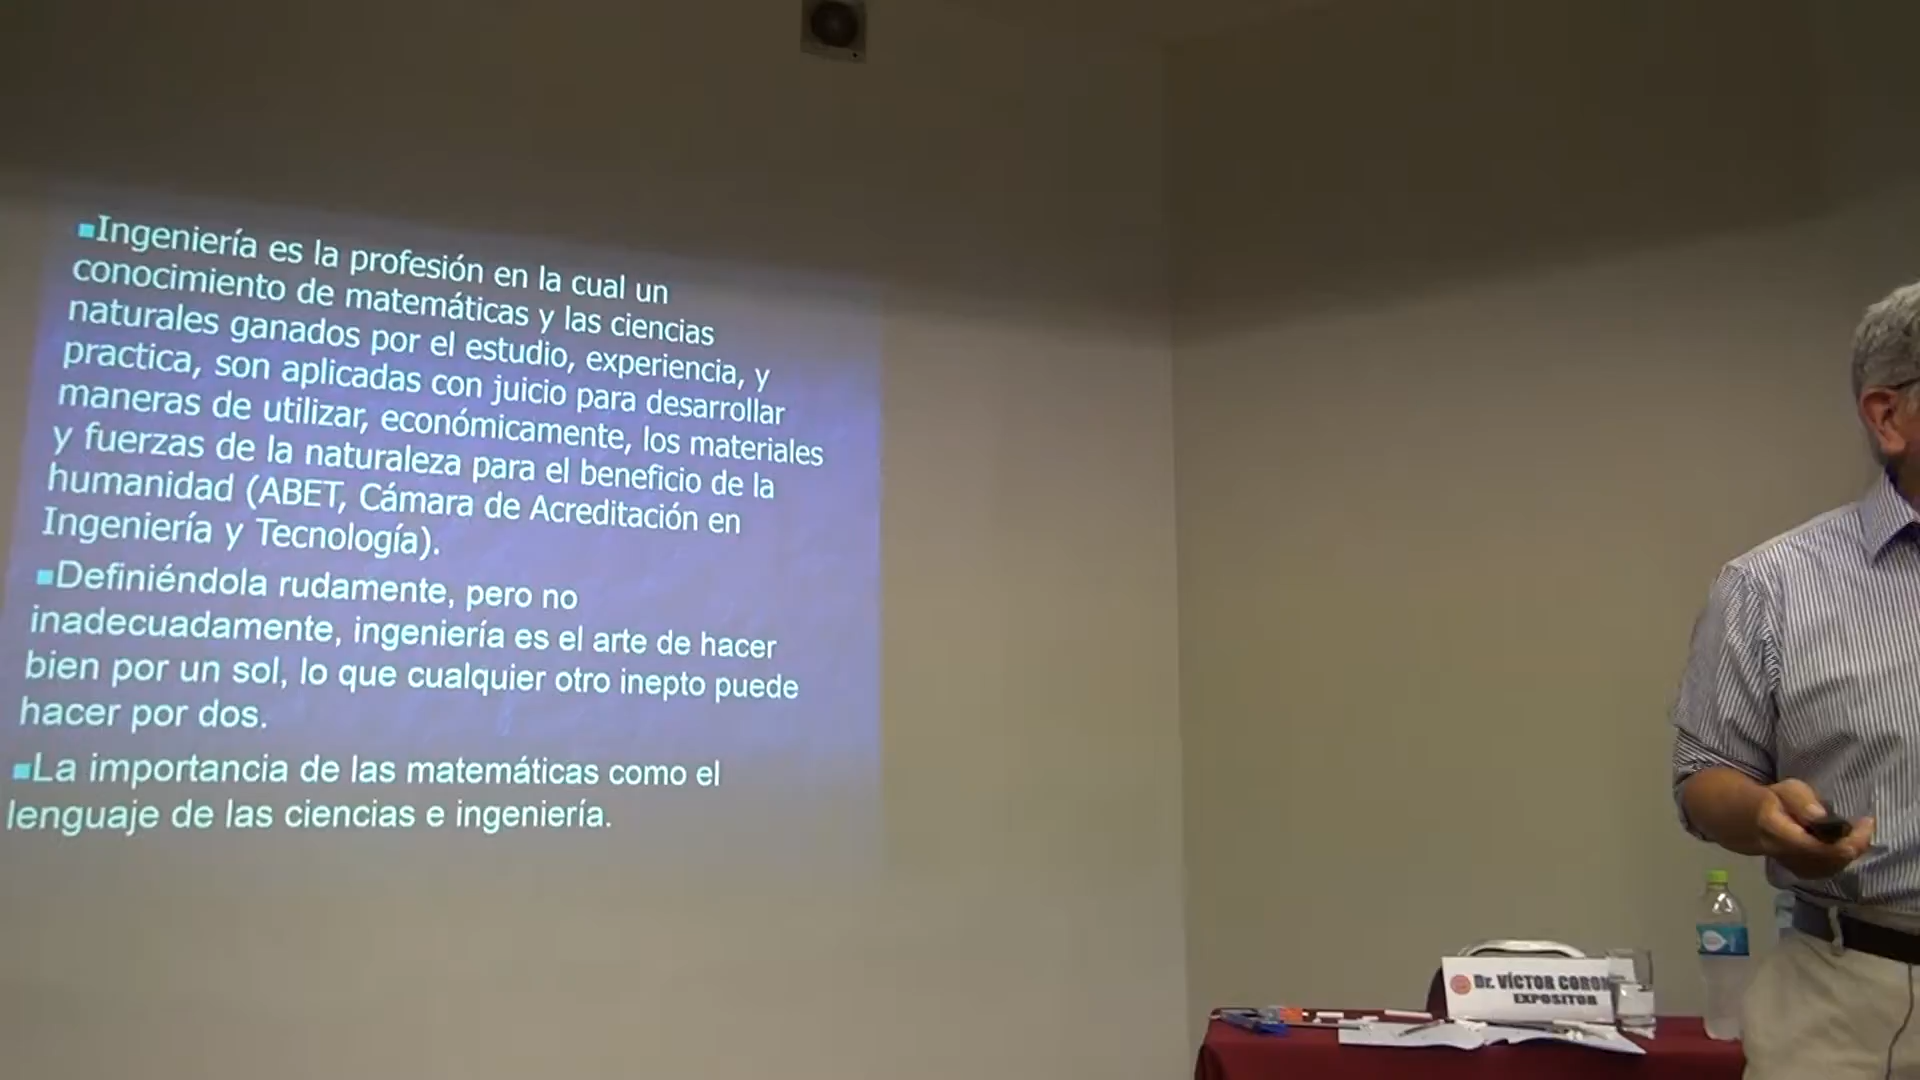 Ingeniería es la profesión en la cual un
conocimiento de matemáticas y las ciencias
naturales ganados por el estudio, experiencia, y
practica, son aplicadas con juicio para desarrollar
maneras de utilizar, económicamente, los materiales
y fuerzas de la naturaleza para el beneficio de la
humanidad (ABET, Cámara de Acreditación en
Ingeniería y Tecnología).
Definiéndola rudamente, pero no
inadecuadamente, ingeniería es el arte de hacer
bien por un sol, lo que cualquier otro inepto puede
hacer por dos.
La importancia de las matemáticas como el
lenguaje de las ciencias e ingeniería.
Dr. VÍCTOR
EXPOSITOR